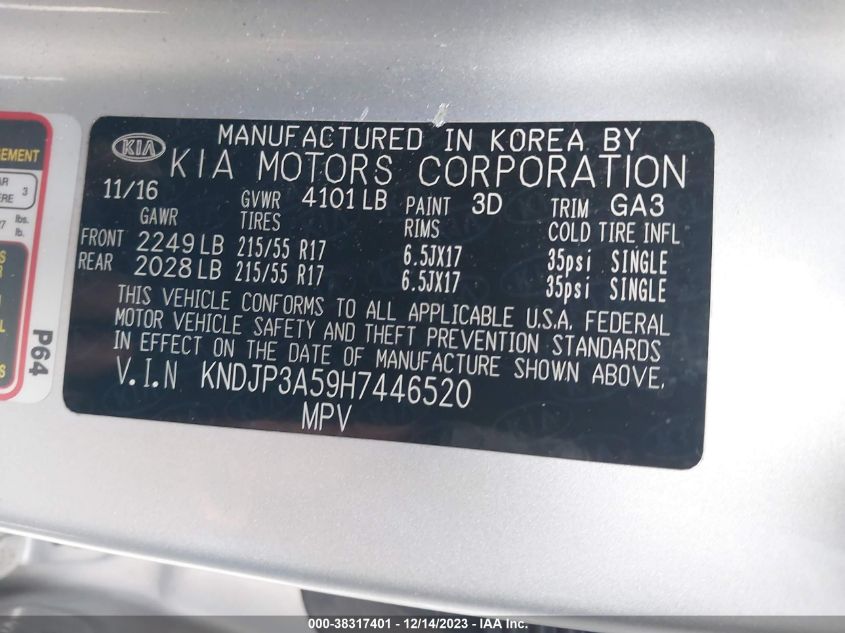 MANUFACTURED IN KOREA BY
KIA KIA MOTORS CORPORATION
11/16 GVWR 4101 LB PAINT 3D TRIM GA3
GAWR TIRES RIMS COLD TIRE INFL
FRONT 2249 LB 215/55 R17 6.5JX17 35psi SINGLE
REAR 2028 LB 215/55 R17 6.5JX17 35psi SINGLE
THIS VEHICLE CONFORMS TO ALL APPLICABLE U.S.A. FEDERAL
MOTOR VEHICLE SAFETY AND THEFT PREVENTION STANDARDS
IN EFFECT ON THE DATE OF MANUFACTURE SHOWN ABOVE.
V.I.N KNDJP3A59H7446520
MPV
3
lbs.
lb.
P64
000-38317401 - 12/14/2023 - IAA Inc.